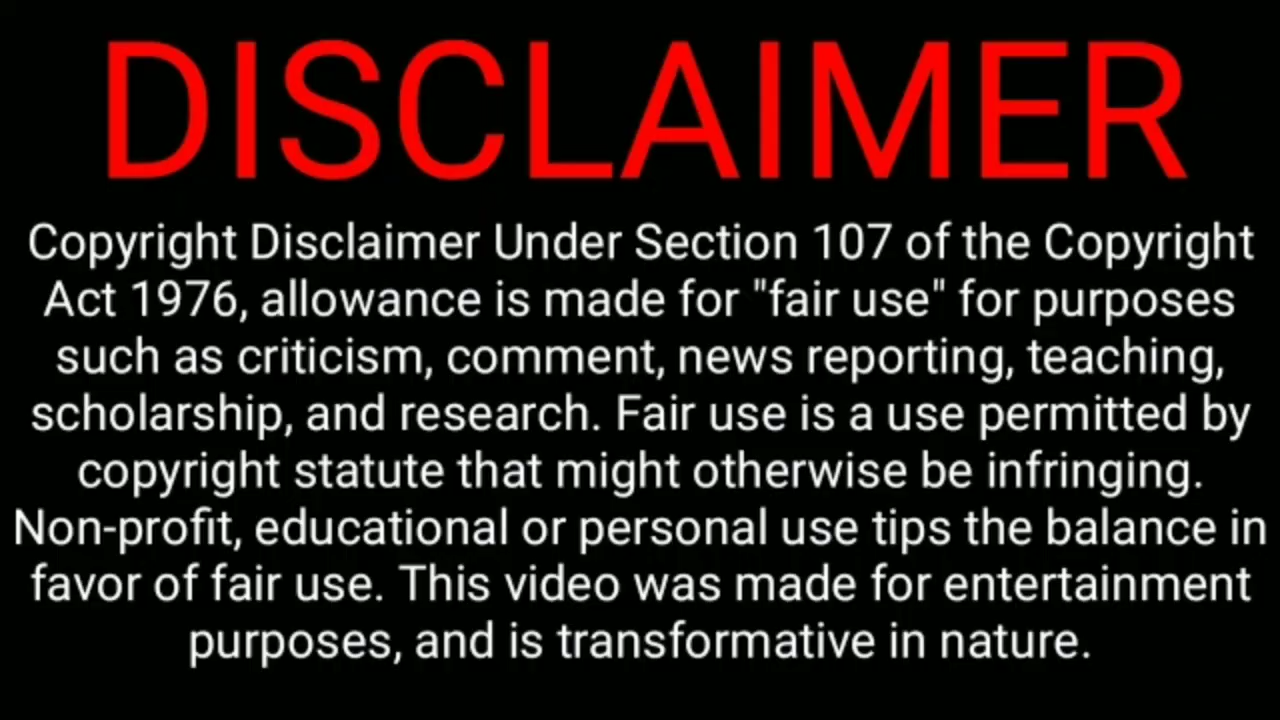 DISCLAIMER
Copyright Disclaimer Under Section 107 of the Copyright
Act 1976, allowance is made for "fair use" for purposes
such as criticism, comment, news reporting, teaching,
scholarship, and research. Fair use is a use permitted by
copyright statute that might otherwise be infringing.
Non-profit, educational or personal use tips the balance in
favor of fair use. This video was made for entertainment
purposes, and is transformative in nature.